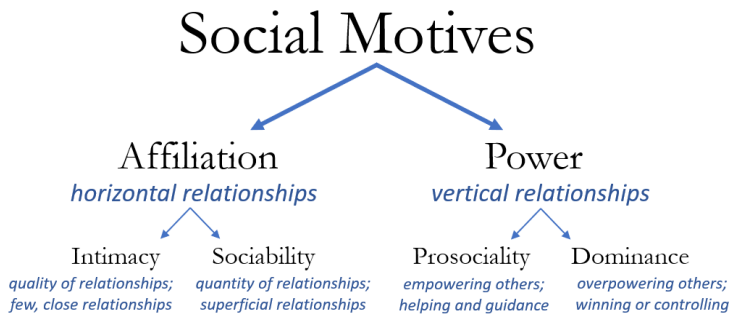 Social Motives
Affiliation
horizontal relationships
Power
vertical relationships
Intimacy
quality of relationships;
few, close relationships
Sociability
quantity of relationships;
superficial relationships
Prosociality
empowering others;
helping and guidance
Dominance
overpowering others;
winning or controlling